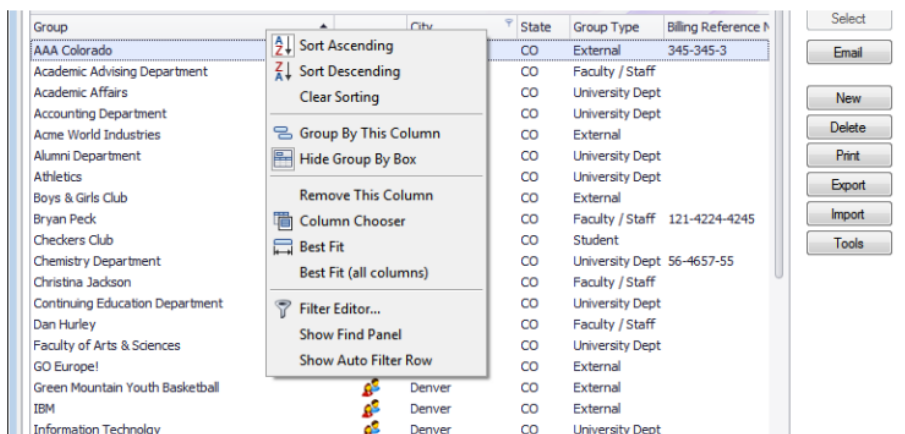 Group City State Group Type Billing Reference N Select
AAA Colorado CO External 345-345-3 Email
Sort Ascending
Academic Advising Department CO Faculty / Staff
Sort Descending
Academic Affairs CO University Dept New
Clear Sorting
Accounting Department CO University Dept Delete
Acme World Industries CO External
Group By This Column
Alumni Department CO University Dept Print
Hide Group By Box
Athletics CO University Dept Export
Boys & Girls Club CO External
Remove This Column
Bryan Peck CO Faculty / Staff 121-4224-4245 Import
Column Chooser
Checkers Club CO Student Tools
Best Fit
Chemistry Department CO University Dept 56-4657-55
Best Fit (all columns)
Christina Jackson CO Faculty / Staff
Continuing Education Department CO University Dept
Filter Editor...
Dan Hurley CO Faculty / Staff
Show Find Panel
Faculty of Arts & Sciences CO University Dept
Show Auto Filter Row
GO Europe! CO External
Green Mountain Youth Basketball Denver CO External
IBM Denver CO External
Information Technolgy Denver CO University Dept